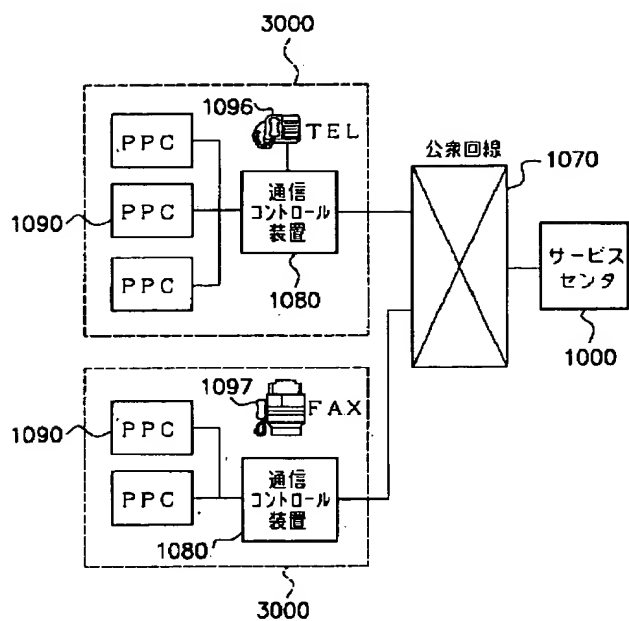 3000
1096
TEL
PPC
PPC
PPC
1090
通信
コントロール
装置
1080
公衆回線
1070
サービス
センタ
1000
1097
FAX
1090
PPC
PPC
通信
コントロール
装置
1080
3000